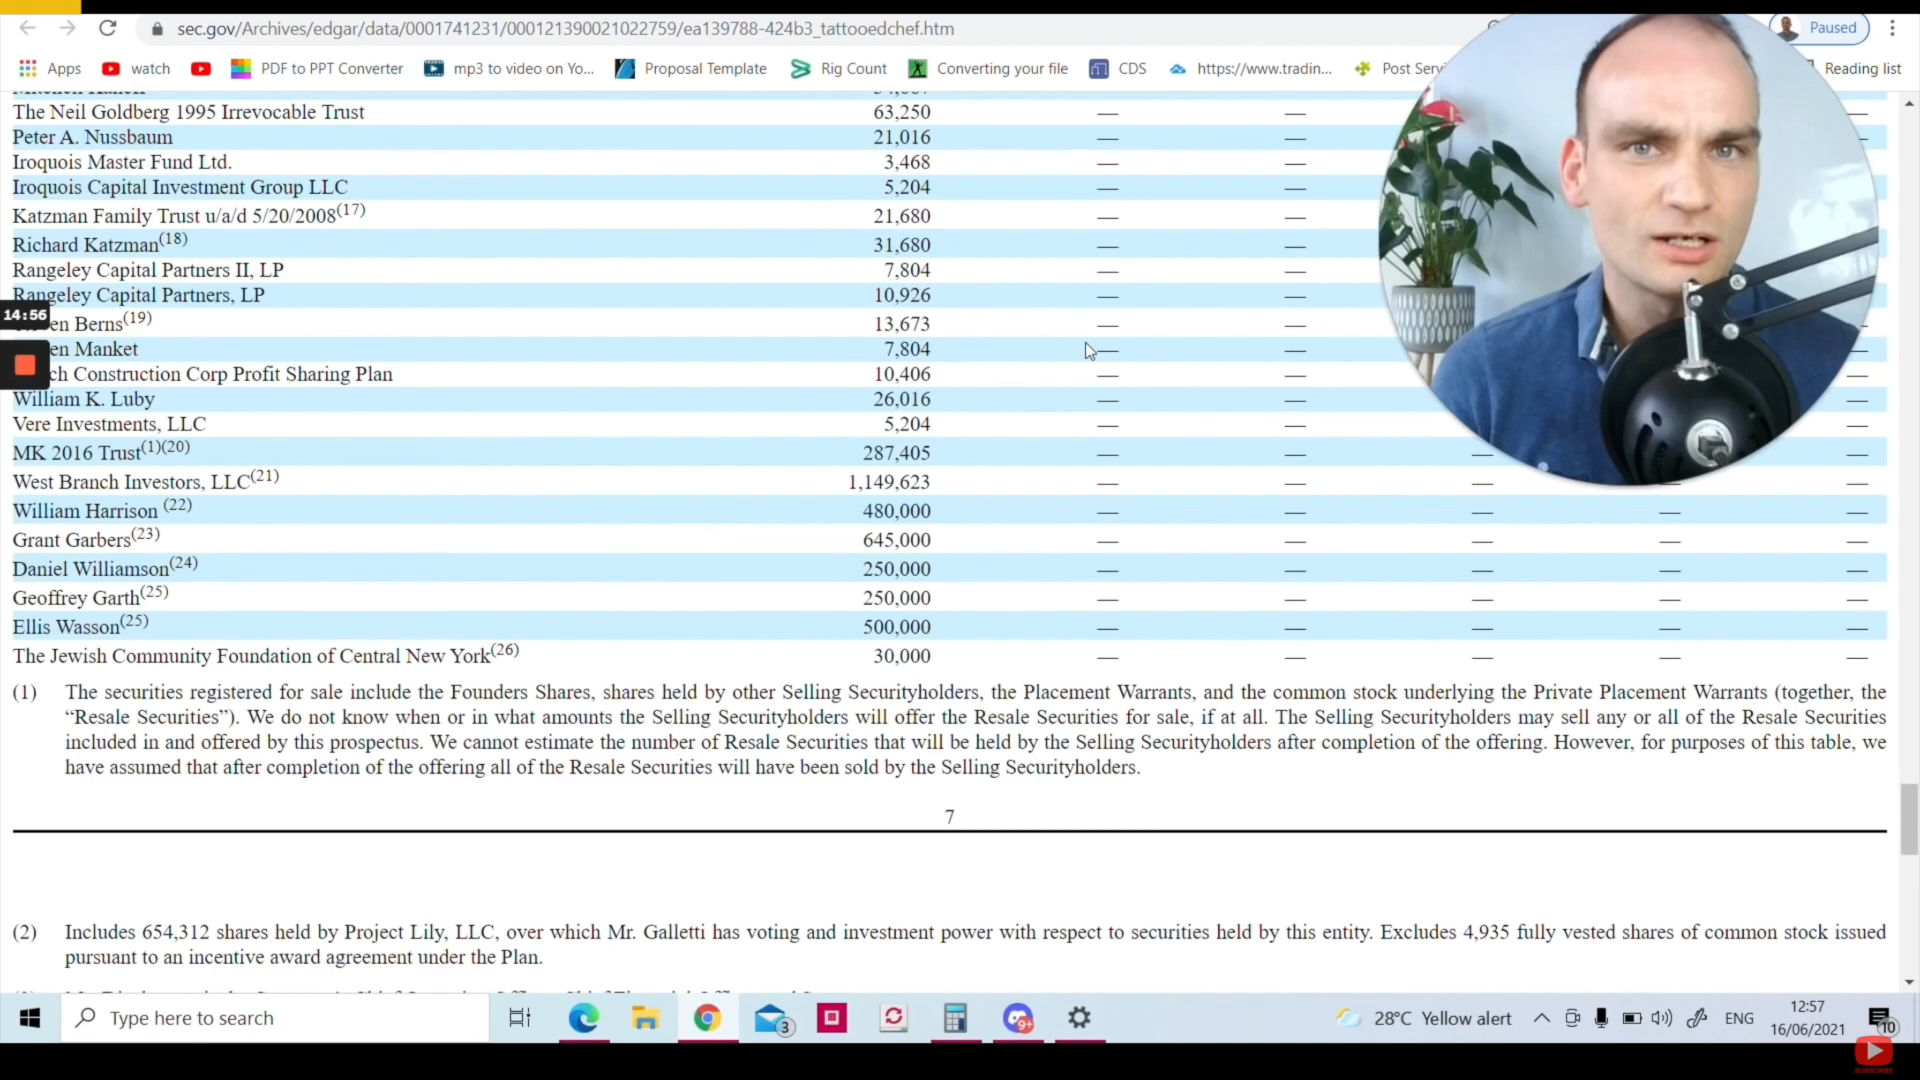 sec.gov/Archives/edgar/data/0001741231/000121390021022759/ea139788-424b3_tattooedchef.htm
Paused
Apps
watch
PDF to PPT Converter
mp3 to video on Yo...
Proposal Template
Rig Count
Converting your file
CDS
https://www.tradin...
Post Serv
Reading list
The Neil Goldberg 1995 Irrevocable Trust 63,250 — —
Peter A. Nussbaum 21,016 — —
Iroquois Master Fund Ltd. 3,468 — —
Iroquois Capital Investment Group LLC 5,204 — —
Katzman Family Trust u/a/d 5/20/2008(17) 21,680 — —
Richard Katzman(18) 31,680 — —
Rangeley Capital Partners II, LP 7,804 — —
Rangeley Capital Partners, LP 10,926 — —
14:56
en Berns(19) 13,673 — —
en Manket 7,804 — — —
ch Construction Corp Profit Sharing Plan 10,406 — — —
William K. Luby 26,016 — — —
Vere Investments, LLC 5,204 — — —
MK 2016 Trust(1)(20) 287,405 — — — —
West Branch Investors, LLC(21) 1,149,623 — — — — —
William Harrison (22) 480,000 — — — — —
Grant Garbers(23) 645,000 — — — — —
Daniel Williamson(24) 250,000 — — — — —
Geoffrey Garth(25) 250,000 — — — — —
Ellis Wasson(25) 500,000 — — — — —
The Jewish Community Foundation of Central New York(26) 30,000 — — — — —
(1) The securities registered for sale include the Founders Shares, shares held by other Selling Securityholders, the Placement Warrants, and the common stock underlying the Private Placement Warrants (together, the
“Resale Securities”). We do not know when or in what amounts the Selling Securityholders will offer the Resale Securities for sale, if at all. The Selling Securityholders may sell any or all of the Resale Securities
included in and offered by this prospectus. We cannot estimate the number of Resale Securities that will be held by the Selling Securityholders after completion of the offering. However, for purposes of this table, we
have assumed that after completion of the offering all of the Resale Securities will have been sold by the Selling Securityholders.
7
(2) Includes 654,312 shares held by Project Lily, LLC, over which Mr. Galletti has voting and investment power with respect to securities held by this entity. Excludes 4,935 fully vested shares of common stock issued
pursuant to an incentive award agreement under the Plan.
Type here to search
3
9+
28°C Yellow alert
ENG
12:57
16/06/2021
10
SUBSCRIBE